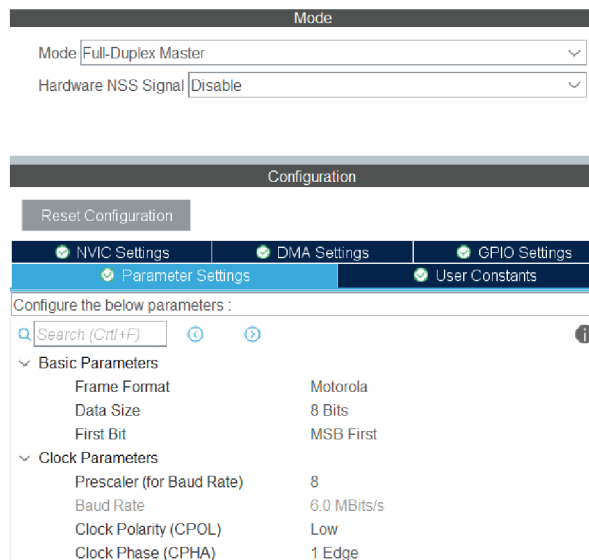 Mode
Mode Full-Duplex Master
Hardware NSS Signal Disable
Configuration
Reset Configuration
NVIC Settings DMA Settings GPIO Settings
Parameter Settings User Constants
Configure the below parameters :
Search (Crtl+F)
Basic Parameters
Frame Format Motorola
Data Size 8 Bits
First Bit MSB First
Clock Parameters
Prescaler (for Baud Rate) 8
Baud Rate 6.0 MBits/s
Clock Polarity (CPOL) Low
Clock Phase (CPHA) 1 Edge